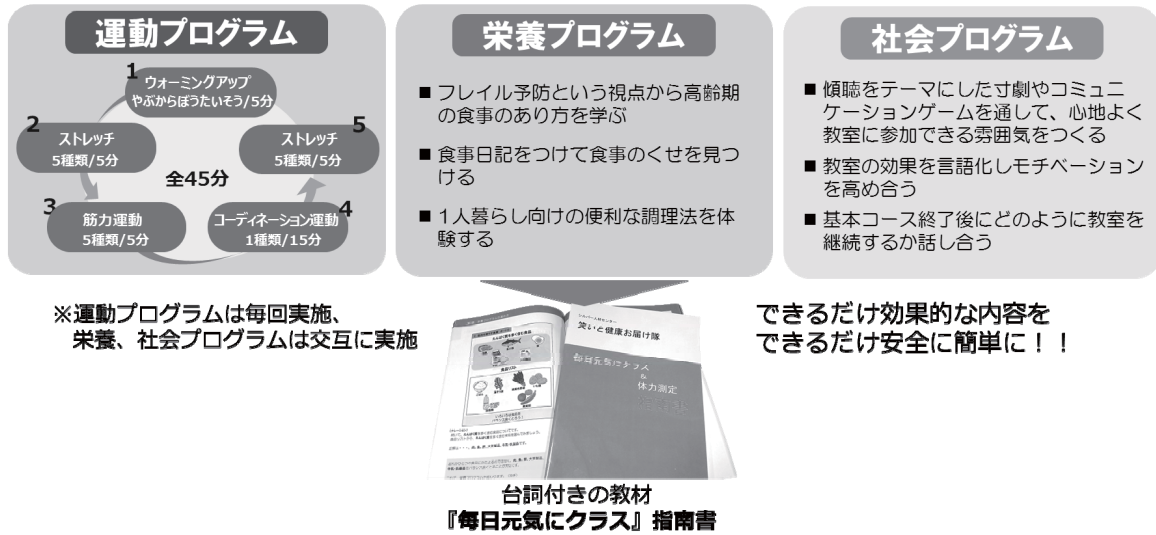 運動プログラム
1
ウォーミングアップ
やぶからぼうたいそう/5分
2
ストレッチ
5種類/5分
3
筋力運動
5種類/5分
4
コーディネーション運動
1種類/15分
5
ストレッチ
5種類/5分
全45分
栄養プログラム
■ フレイル予防という視点から高齢期
の食事のあり方を学ぶ
■ 食事日記をつけて食事のくせを見つ
ける
■ 1人暮らし向けの便利な調理法を体
験する
社会プログラム
■ 傾聴をテーマにした寸劇やコミュニ
ケーションゲームを通して、心地よく
教室に参加できる雰囲気をつくる
■ 教室の効果を言語化しモチベーション
を高め合う
■ 基本コース終了後にどのように教室を
継続するか話し合う
※運動プログラムは毎回実施、
栄養、社会プログラムは交互に実施
笑いと健康お届け隊
毎日元気にクラス
&
体力測定
できるだけ効果的な内容を
できるだけ安全に簡単に！！
台詞付きの教材
『毎日元気にクラス』指南書